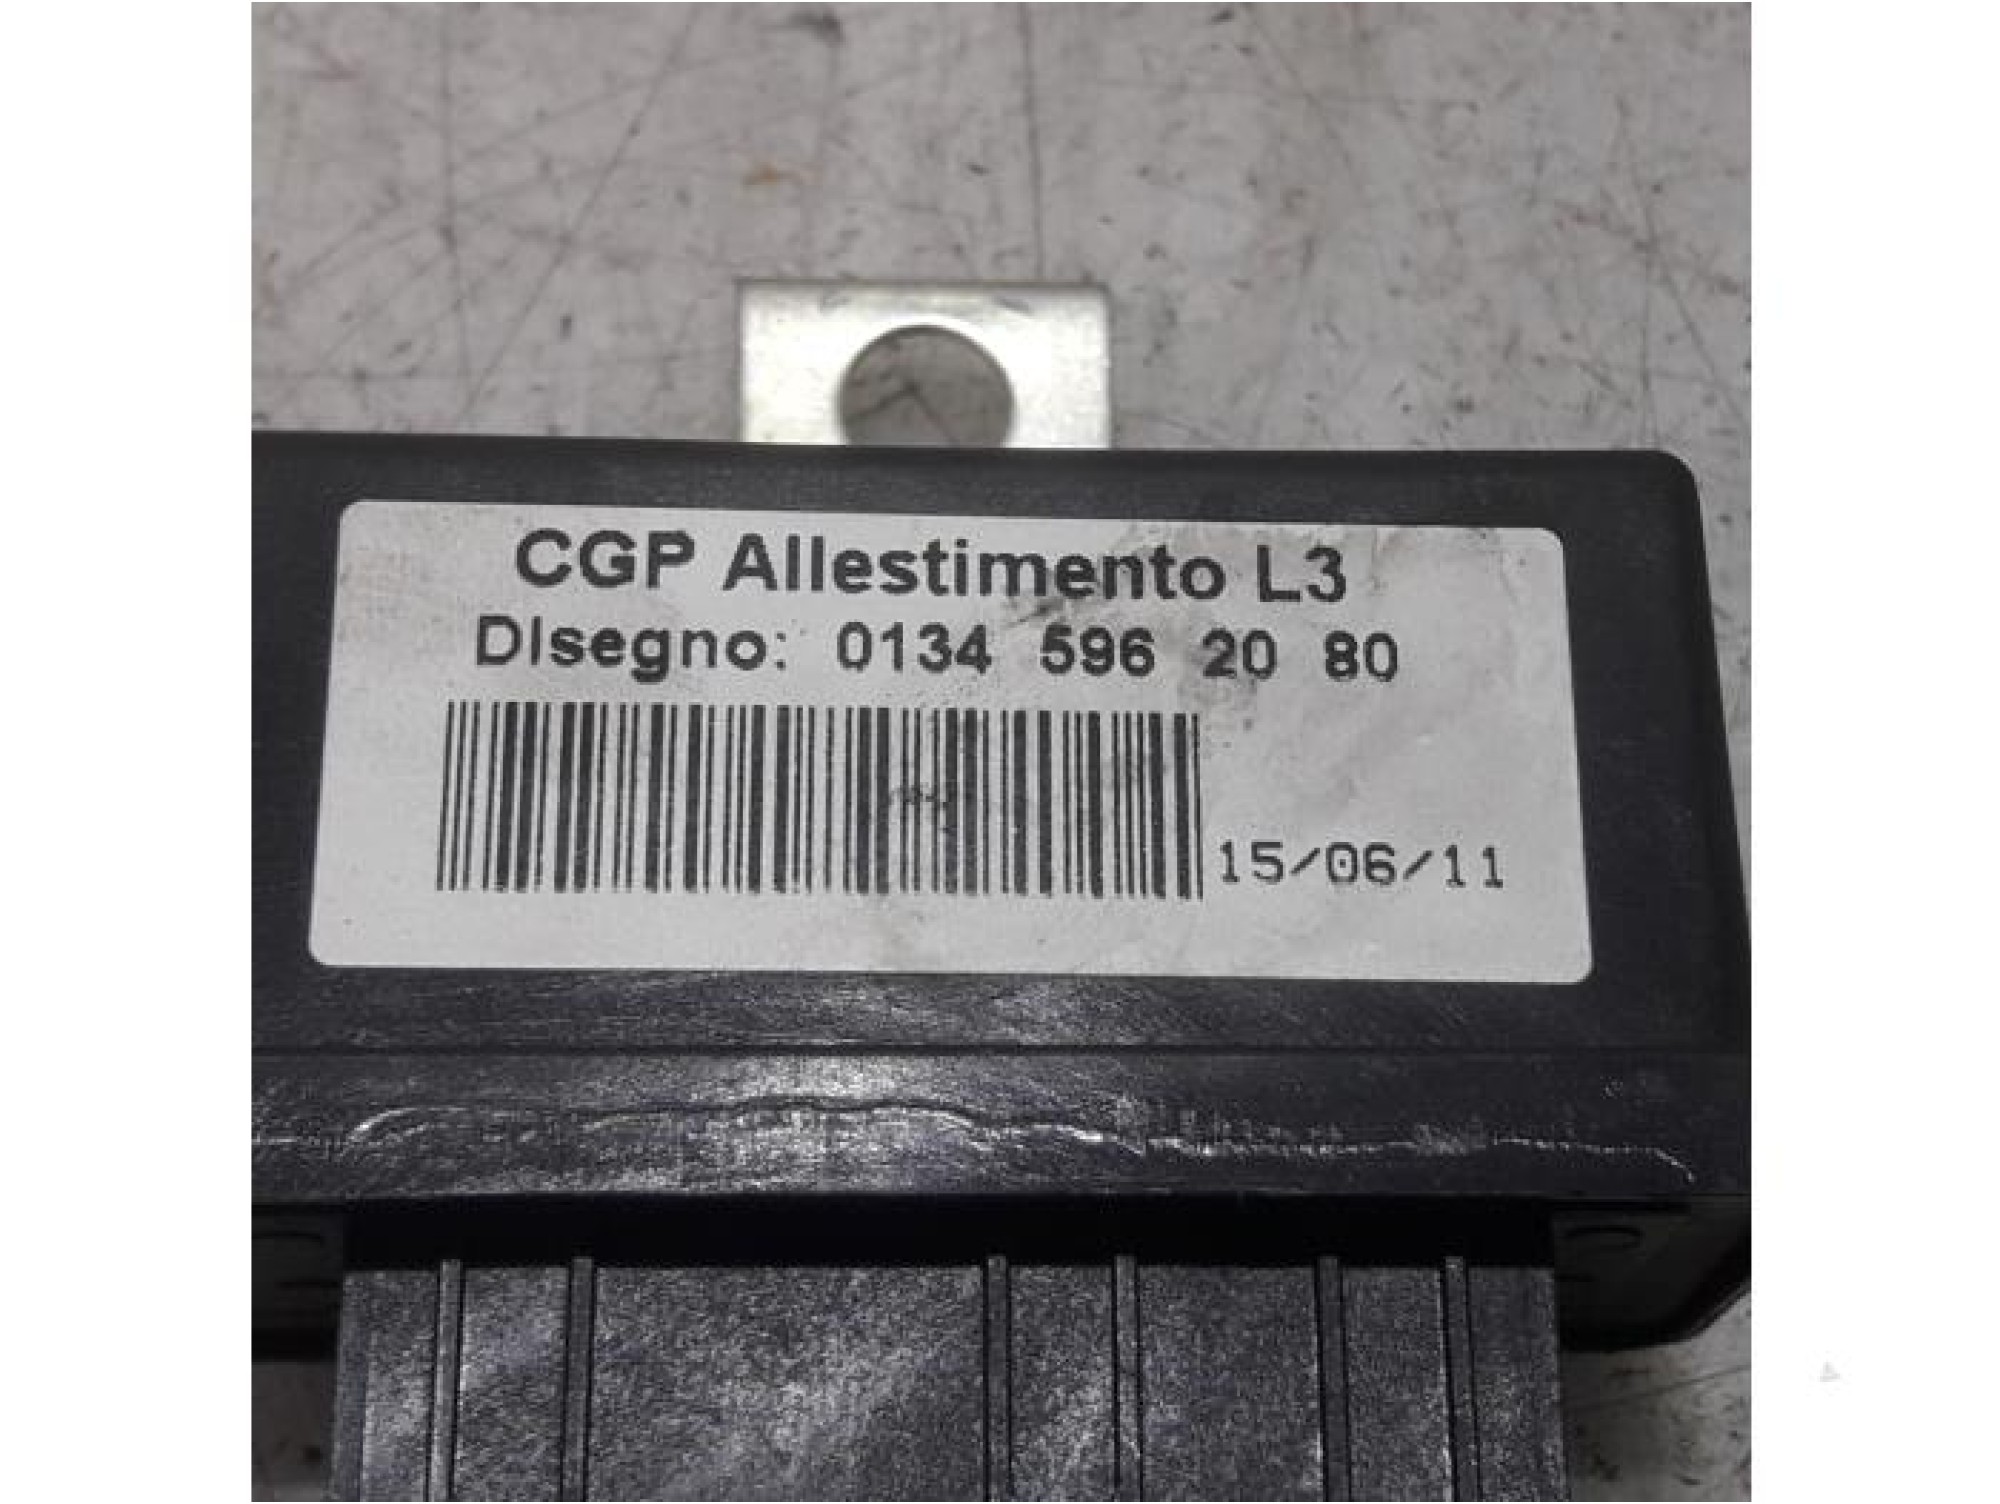 CGP Allestimento L3
DIsegno: 0134 596 20 80
15/06/11